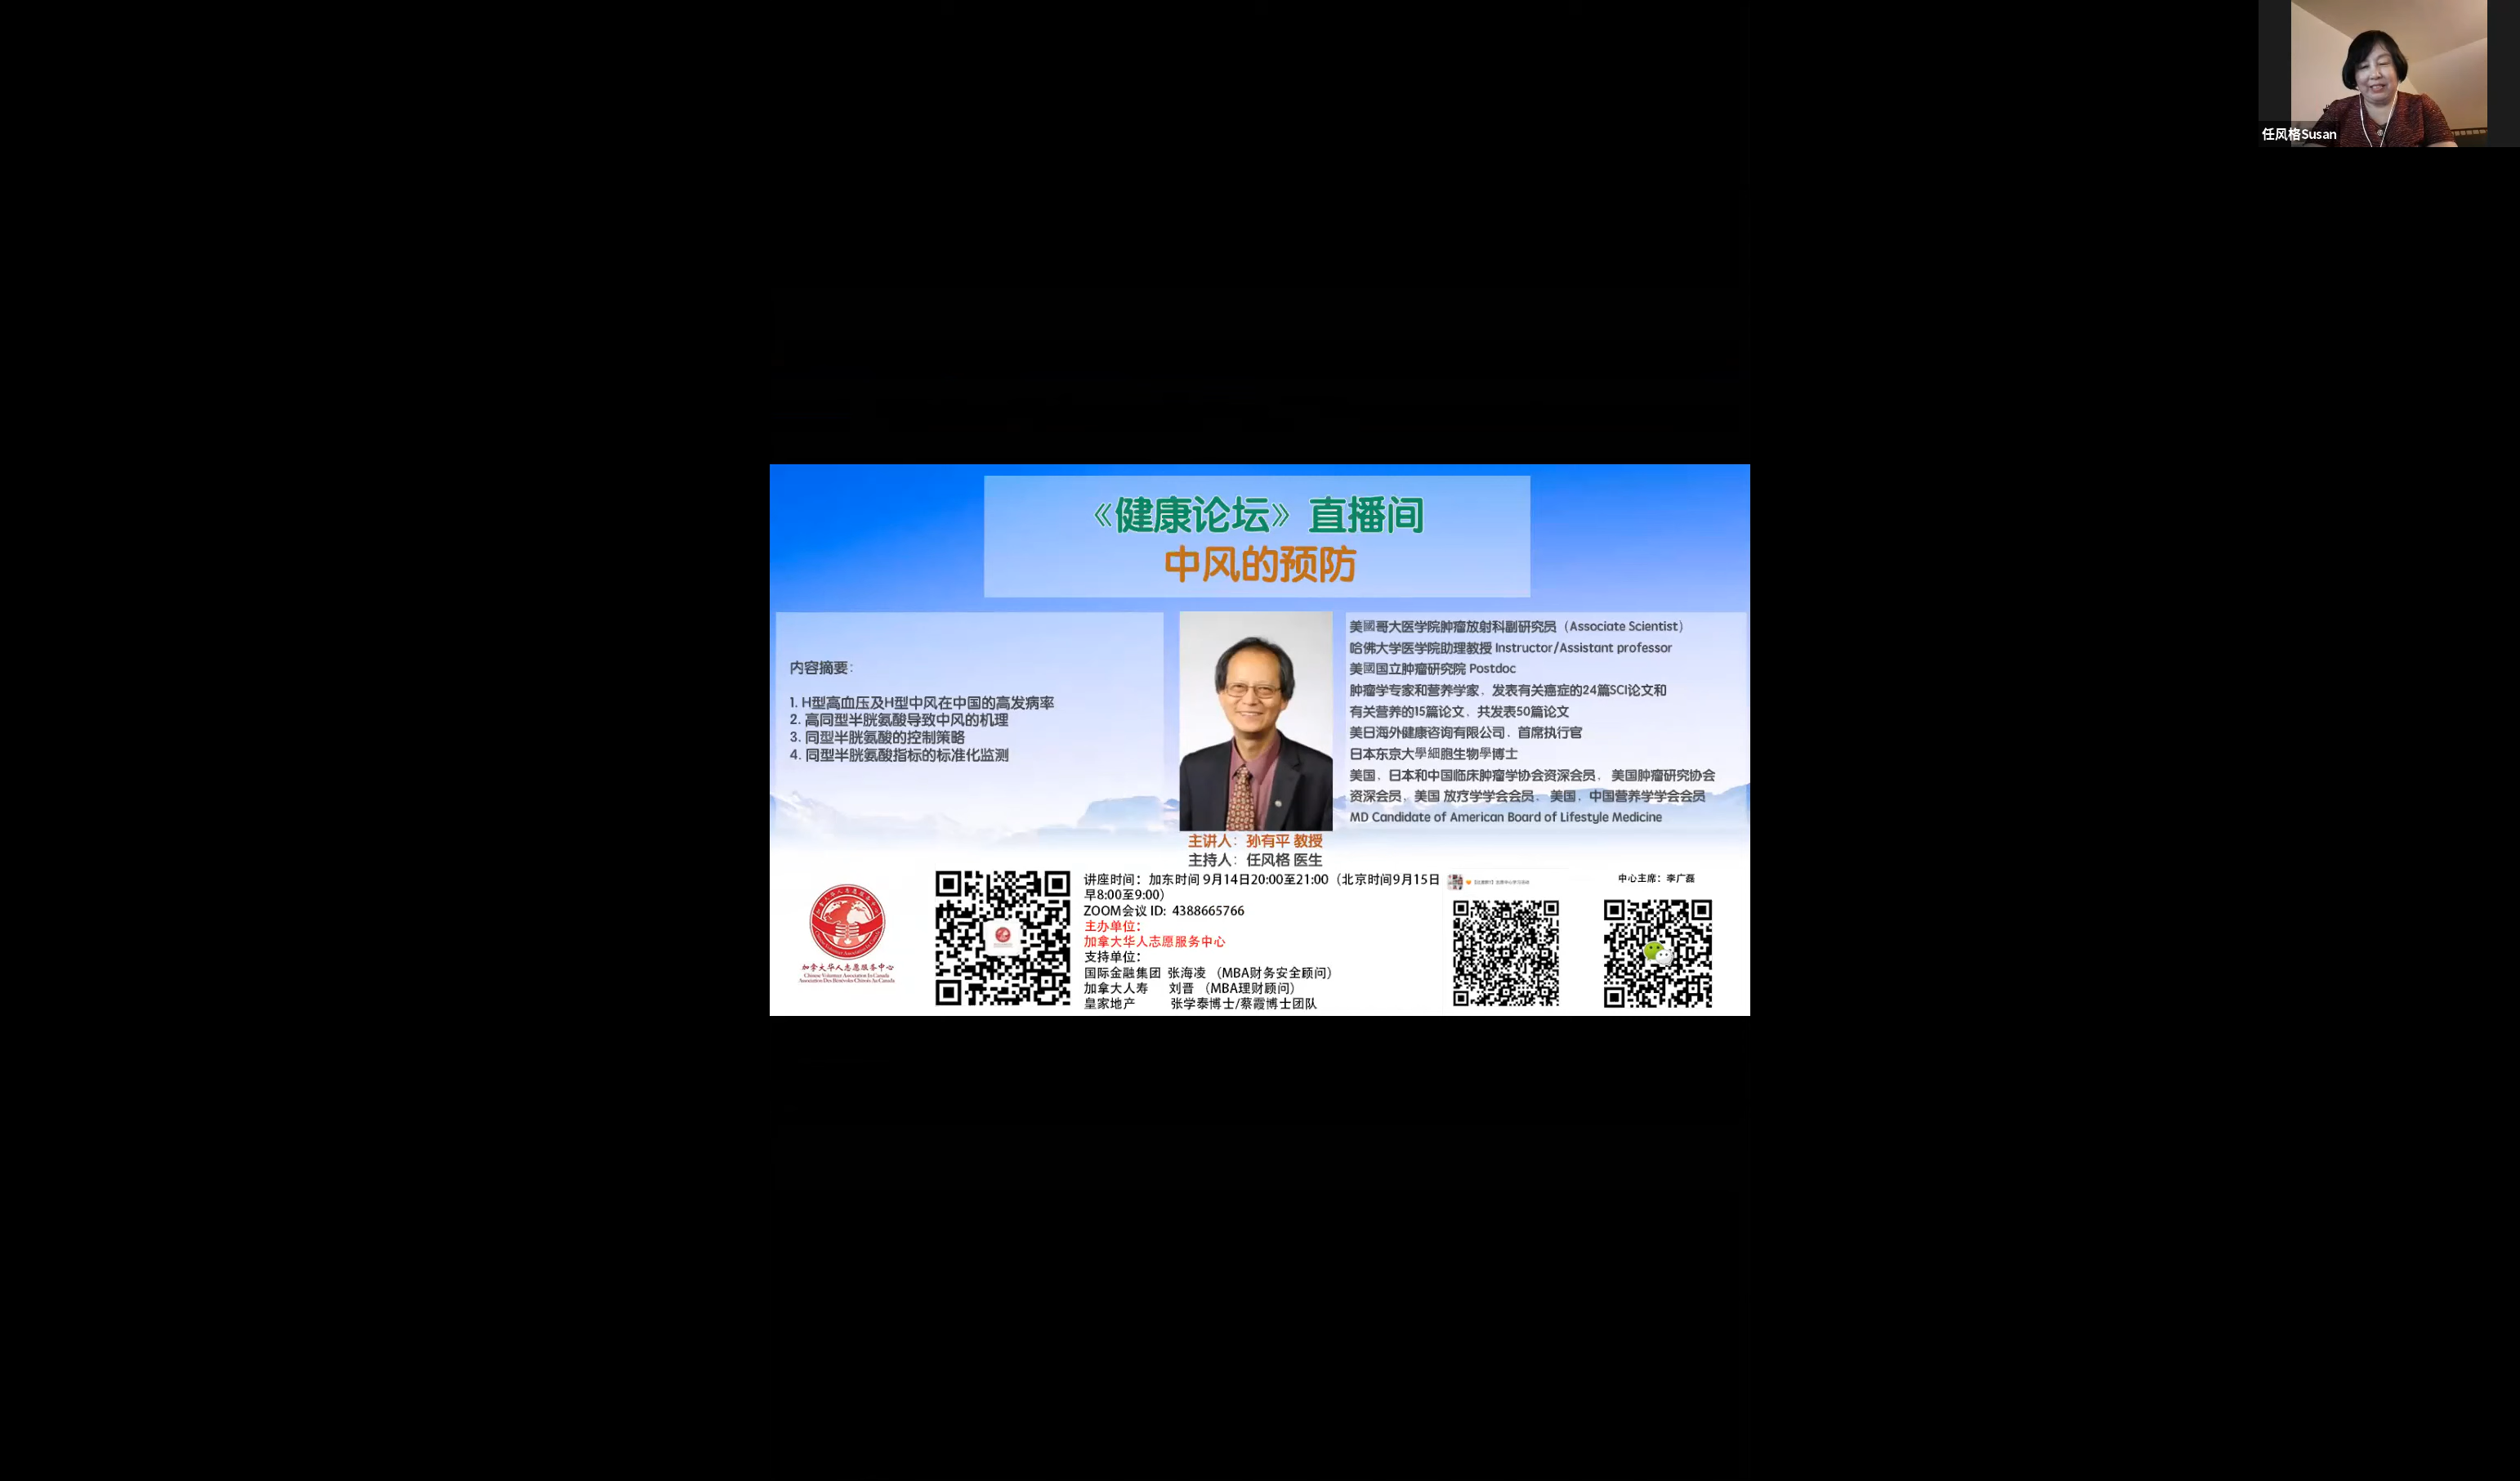 任风格Susan
《健康论坛》直播间
中风的预防
内容摘要：
1. H型高血压及H型中风在中国的高发病率
2. 高同型半胱氨酸导致中风的机理
3. 同型半胱氨酸的控制策略
4. 同型半胱氨酸指标的标准化监测
美國哥大医学院肿瘤放射科副研究员（Associate Scientist）
哈佛大学医学院助理教授 Instructor/Assistant professor
美國国立肿瘤研究院 Postdoc
肿瘤学专家和营养学家，发表有关癌症的24篇SCI论文和
有关营养的15篇论文，共发表50篇论文
美日海外健康咨询有限公司，首席执行官
日本东京大學細胞生物學博士
美国，日本和中国临床肿瘤学协会资深会员， 美国肿瘤研究协会
资深会员，美国 放疗学学会会员， 美国，中国营养学学会会员
MD Candidate of American Board of Lifestyle Medicine
主讲人：孙有平 教授
主持人：任风格 医生
讲座时间：加东时间 9月14日20:00至21:00（北京时间9月15日
早8:00至9:00）
ZOOM会议 ID: 4388665766
主办单位：
加拿大华人志愿服务中心
支持单位：
国际金融集团 张海凌 （MBA财务安全顾问）
加拿大人寿 刘晋 （MBA理财顾问）
皇家地产 张学泰博士/蔡霞博士团队
加拿大华人志愿服务中心
Chinese Volunteer Association In Canada
Association Des Bénévoles Chinois Au Canada
中心主席：李广磊